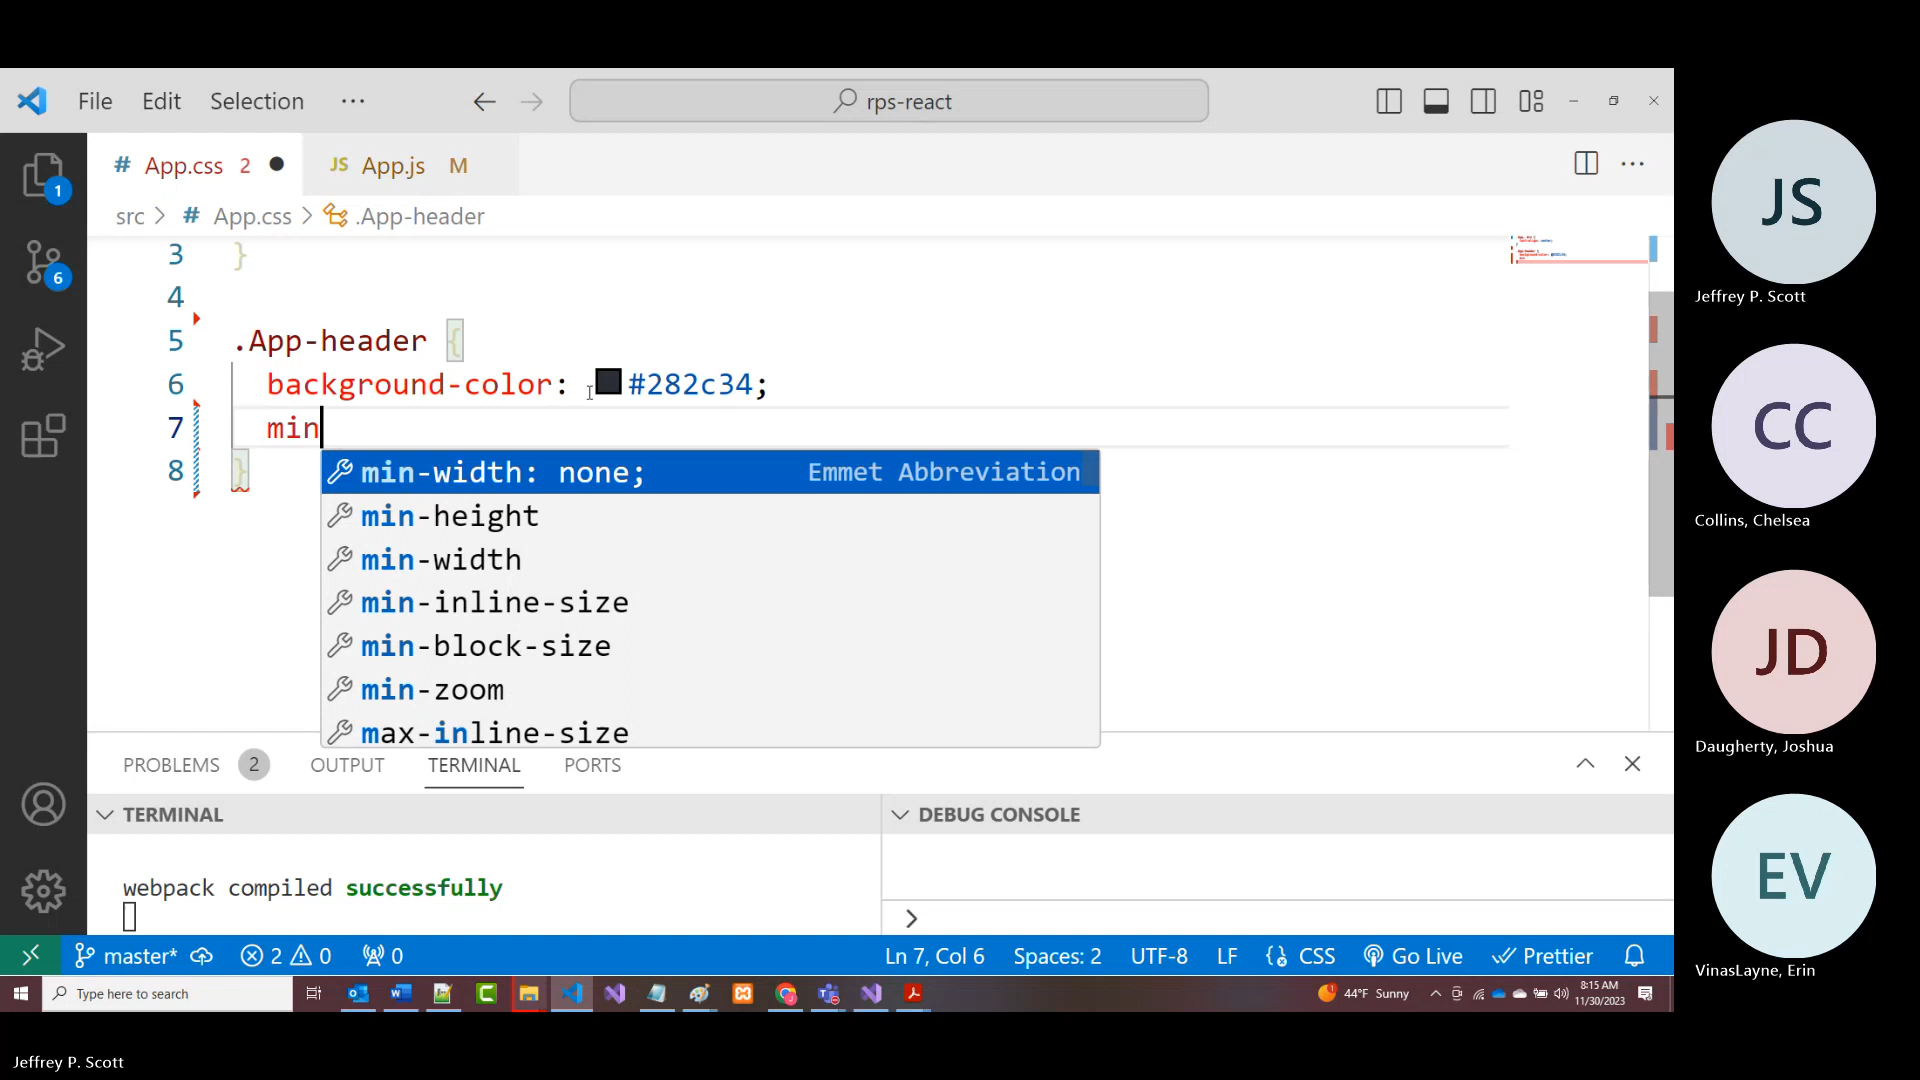 File Edit Selection ··· rps-react
# App.css 2 JS App.js M
src > # App.css > .App-header
3 }
4
5 .App-header {
6 background-color: #282c34;
7 min
8 }
min-width: none; Emmet Abbreviation
min-height
min-width
min-inline-size
min-block-size
min-zoom
max-inline-size
PROBLEMS 2 OUTPUT TERMINAL PORTS
TERMINAL
DEBUG CONSOLE
webpack compiled successfully
>
master* 2 0 0 Ln 7, Col 6 Spaces: 2 UTF-8 LF CSS Go Live Prettier
1
6
Type here to search
44°F Sunny
8:15 AM
11/30/2023
JS
Jeffrey P. Scott
CC
Collins, Chelsea
JD
Daugherty, Joshua
EV
VinasLayne, Erin
Jeffrey P. Scott